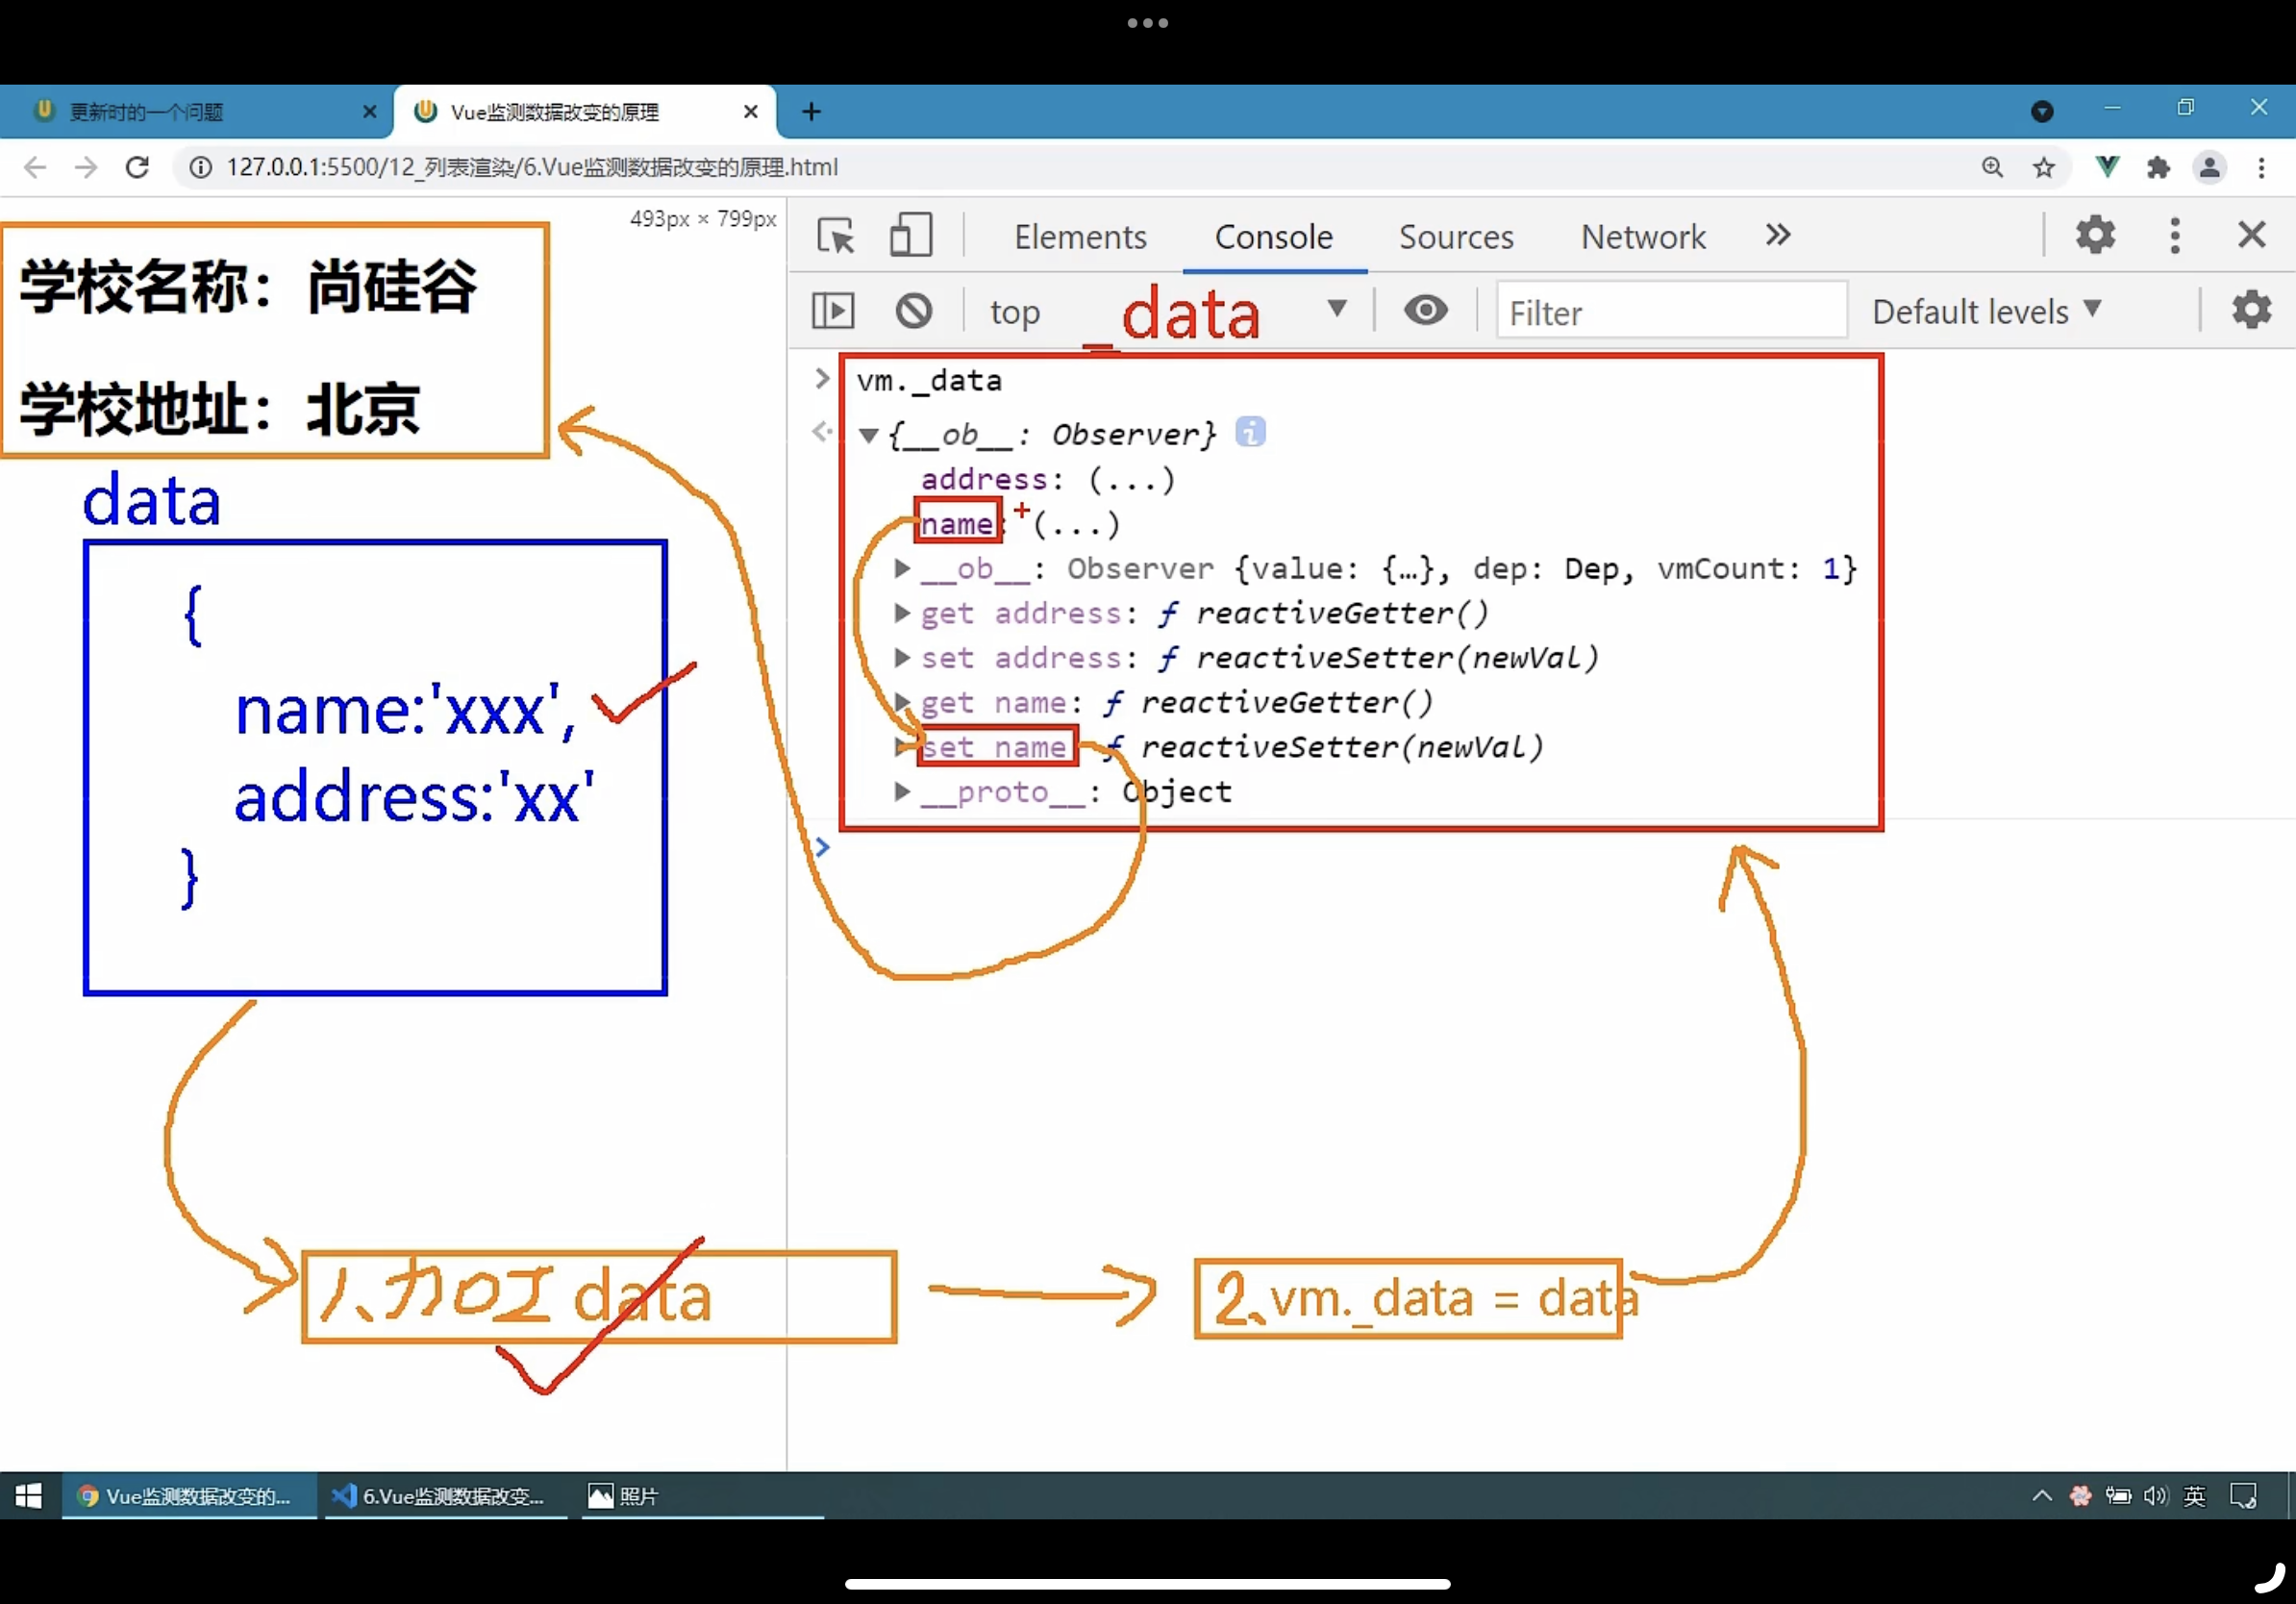 更新时的一个问题
Vue监测数据改变的原理
127.0.0.1:5500/12_列表渲染/6.Vue监测数据改变的原理.html
493px × 799px
学校名称：尚硅谷
学校地址：北京
data
{
name:'xxx',
address:'xx'
}
Elements Console Sources Network
top _data Filter Default levels
vm._data
{__ob__: Observer}
address: (...)
name: (...)
__ob__: Observer {value: {…}, dep: Dep, vmCount: 1}
get address: ƒ reactiveGetter()
set address: ƒ reactiveSetter(newVal)
get name: ƒ reactiveGetter()
set name ƒ reactiveSetter(newVal)
__proto__: Object
1、加工data
2、vm._data = data
Vue监测数据改变的...
6.Vue监测数据改变...
照片
英